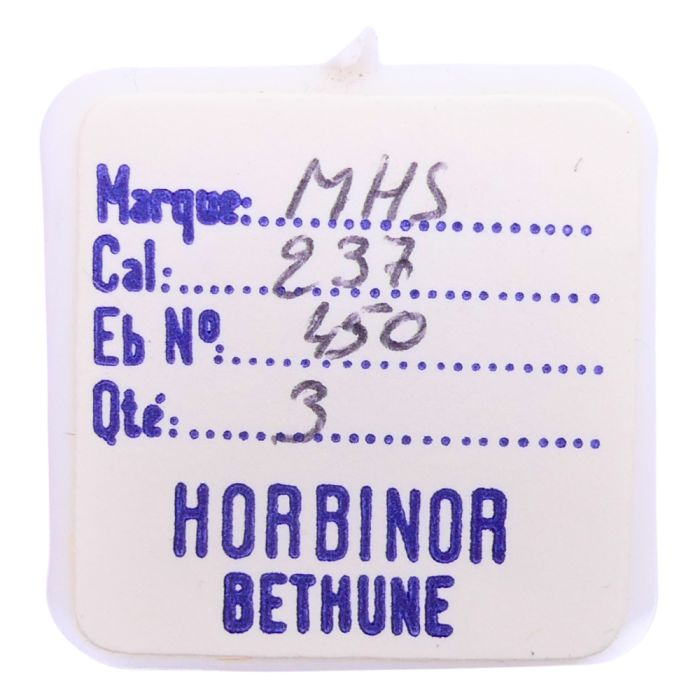 Marque: MHS
Cal: 237
Eb Nº: 450
Qté: 3
HORBINOR
BETHUNE